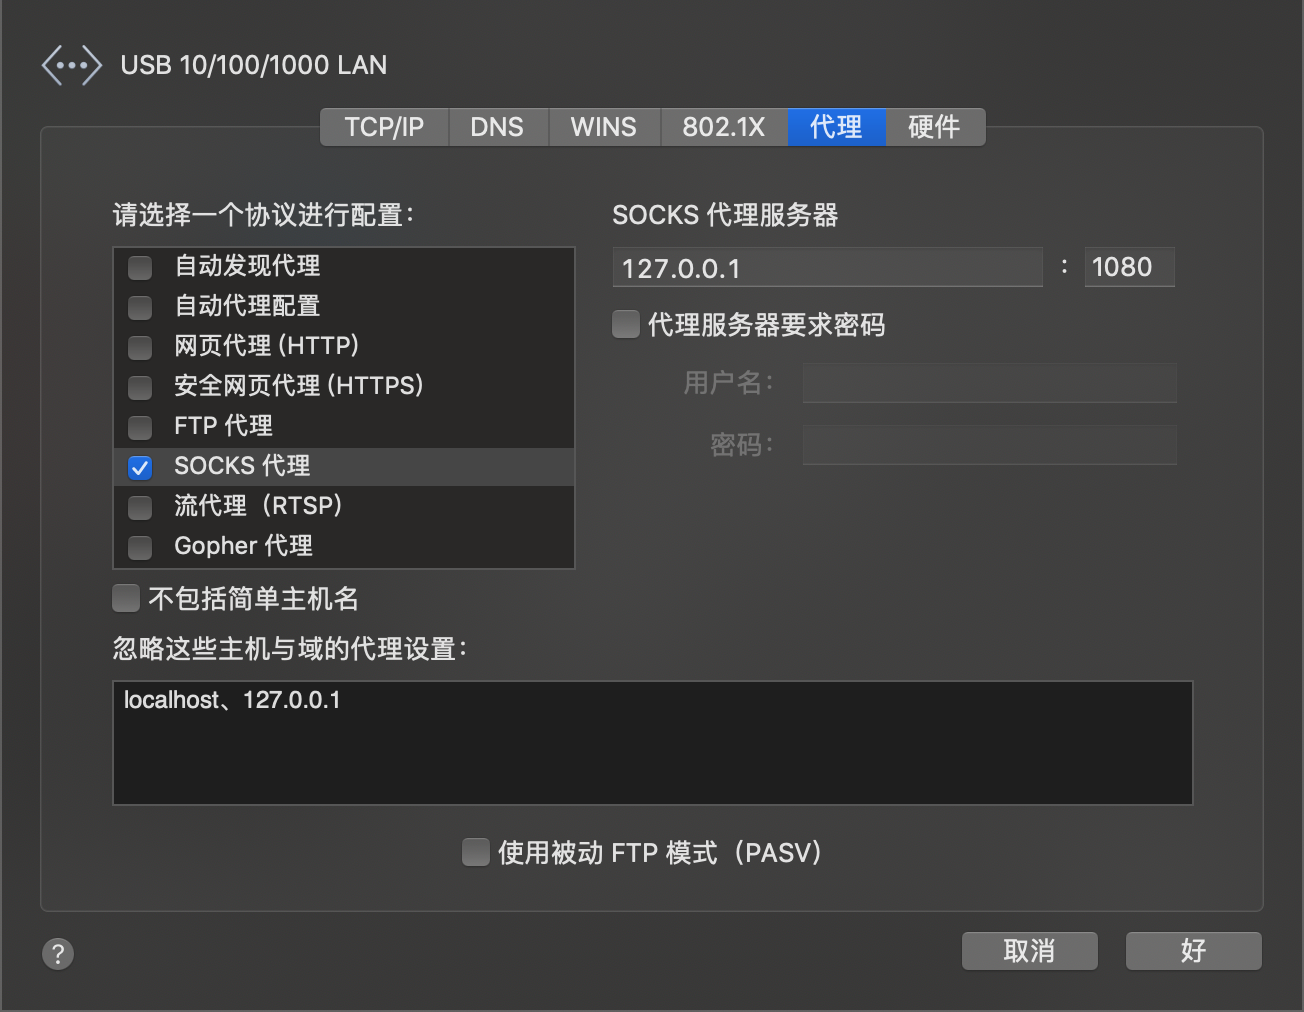 USB 10/100/1000 LAN
TCP/IP DNS WINS 802.1X 代理 硬件
请选择一个协议进行配置：
自动发现代理
自动代理配置
网页代理 (HTTP)
安全网页代理 (HTTPS)
FTP 代理
SOCKS 代理
流代理（RTSP）
Gopher 代理
不包括简单主机名
SOCKS 代理服务器
127.0.0.1 : 1080
代理服务器要求密码
用户名：
密码：
忽略这些主机与域的代理设置：
localhost、127.0.0.1
使用被动 FTP 模式（PASV）
?
取消 好